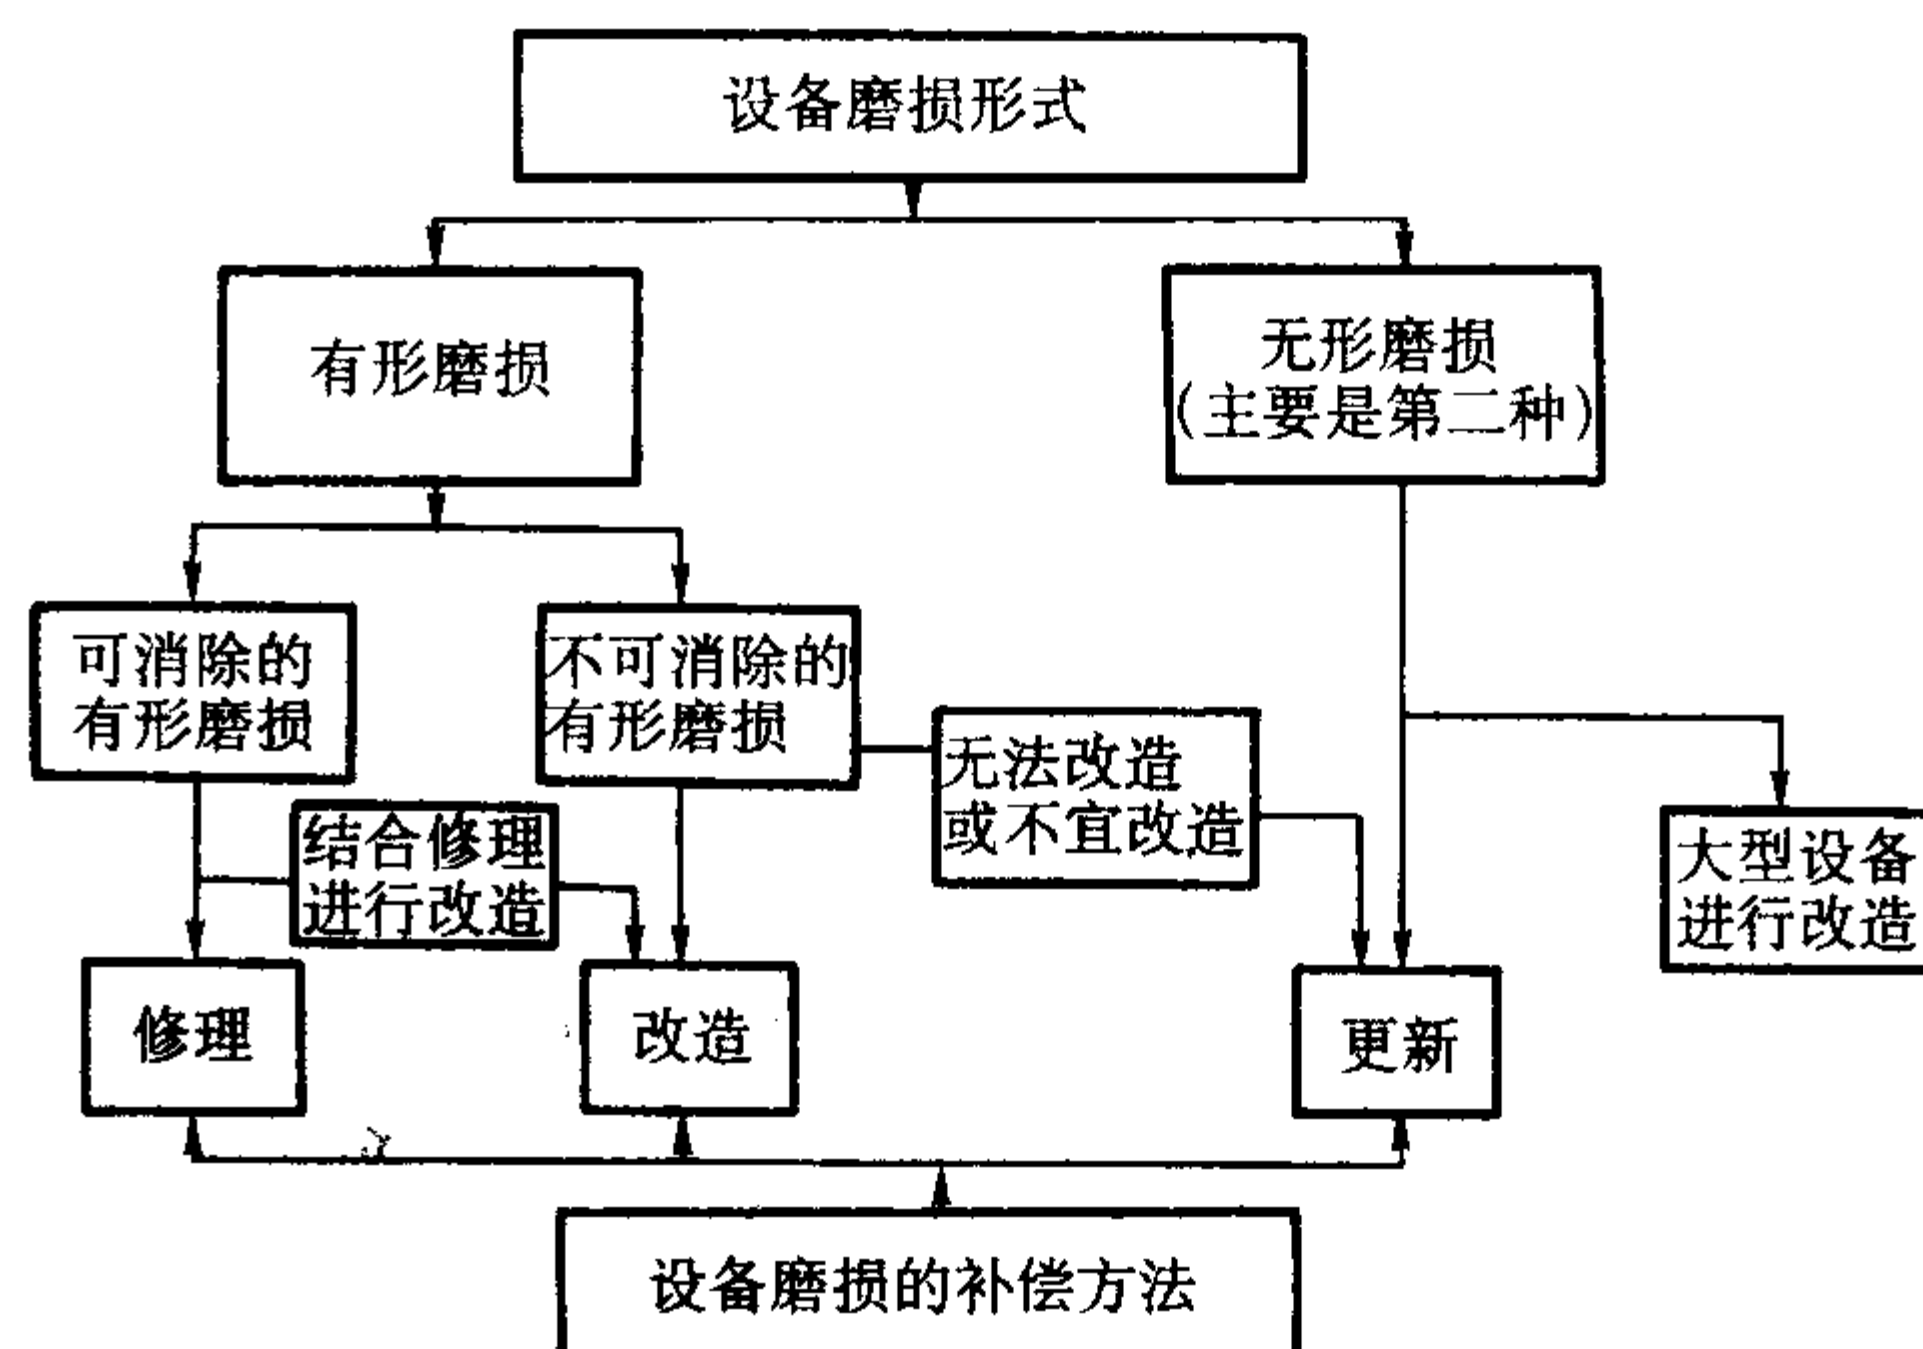 设备磨损形式
有形磨损
无形磨损
(主要是第二种)
可消除的
有形磨损
不可消除的
有形磨损
无法改造
或不宜改造
结合修理
进行改造
大型设备
进行改造
修理
改造
更新
设备磨损的补偿方法